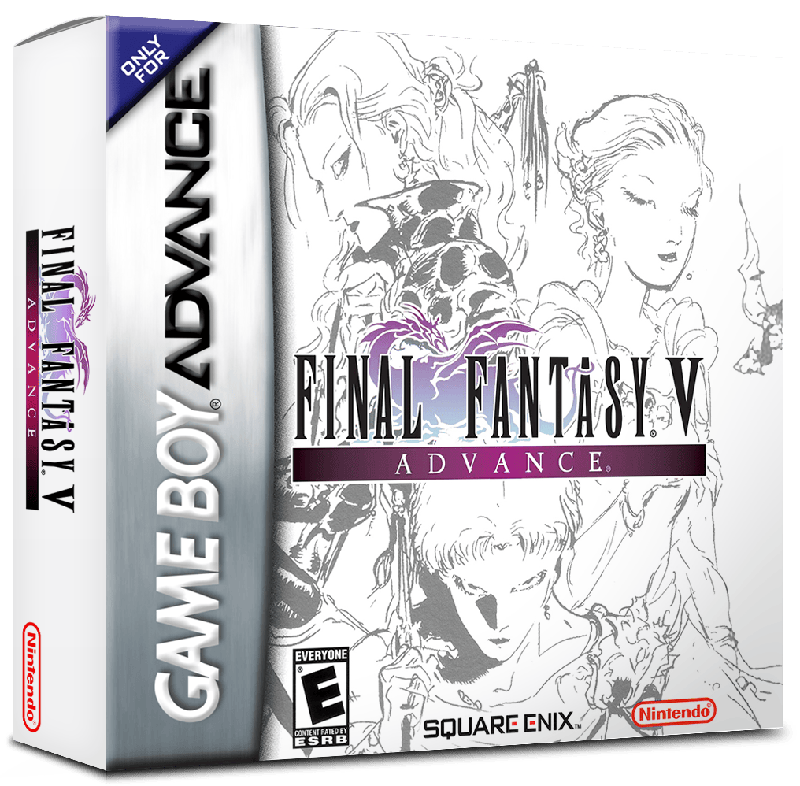 ONLY
FOR
GAME BOY ADVANCE®
FINAL FANTASY® V
ADVANCE
Nintendo
FINAL FANTASY® V
ADVANCE®
EVERYONE
E
CONTENT RATED BY
ESRB
SQUARE ENIX™
Nintendo